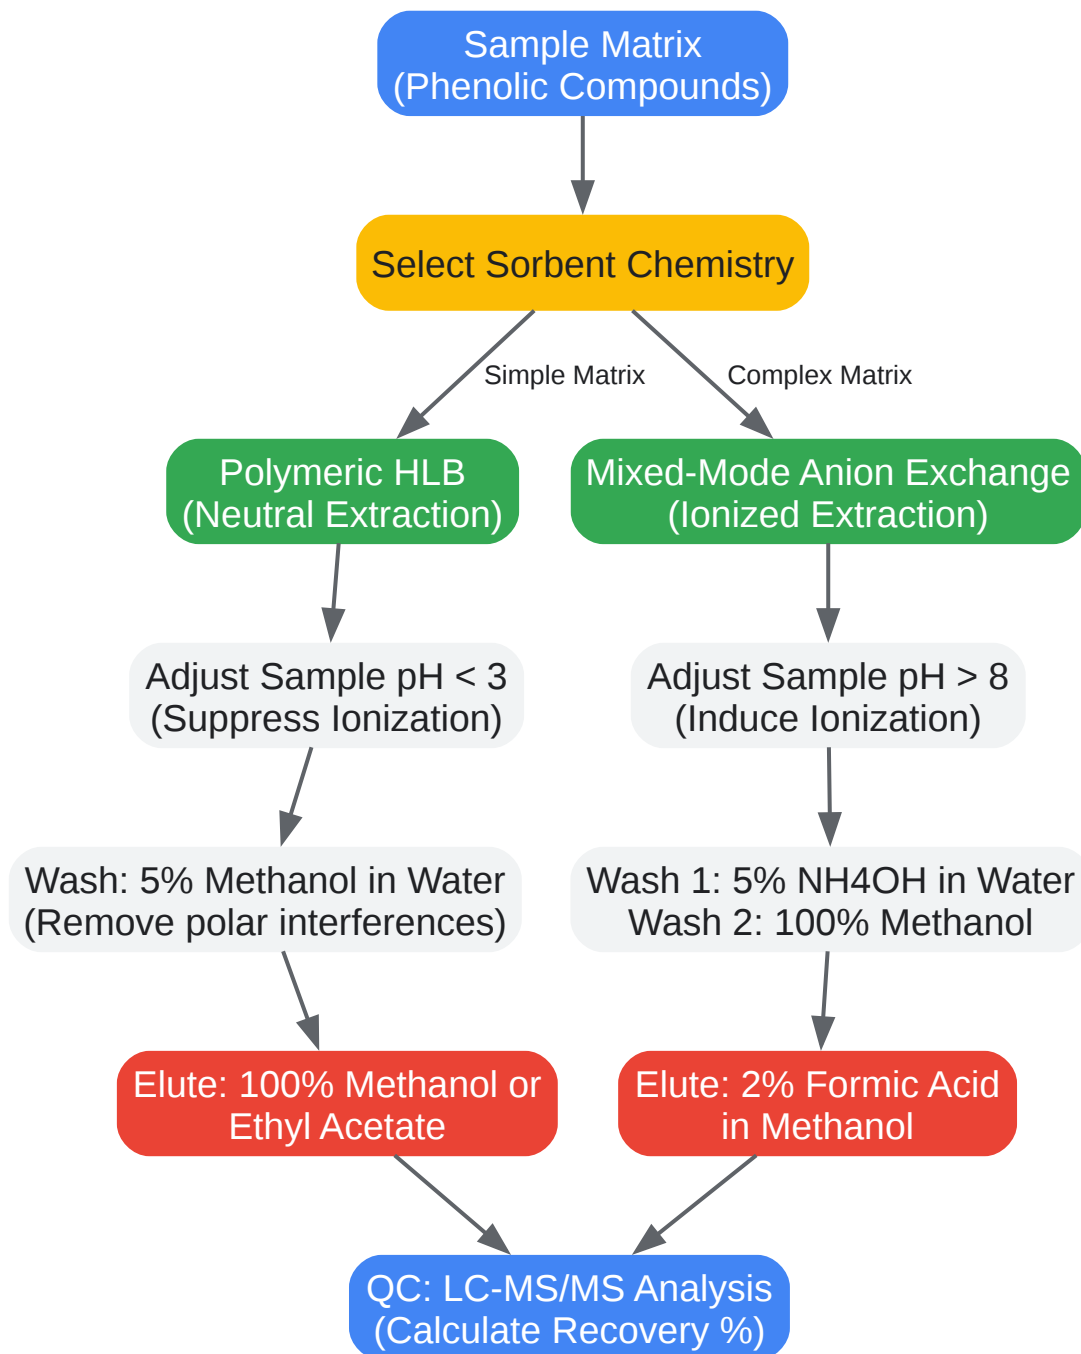 Sample Matrix
(Phenolic Compounds)
Select Sorbent Chemistry
Simple Matrix
Complex Matrix
Polymeric HLB
(Neutral Extraction)
Mixed-Mode Anion Exchange
(Ionized Extraction)
Adjust Sample pH < 3
(Suppress Ionization)
Adjust Sample pH > 8
(Induce Ionization)
Wash: 5% Methanol in Water
(Remove polar interferences)
Wash 1: 5% NH4OH in Water
Wash 2: 100% Methanol
Elute: 100% Methanol or
Ethyl Acetate
Elute: 2% Formic Acid
in Methanol
QC: LC-MS/MS Analysis
(Calculate Recovery %)